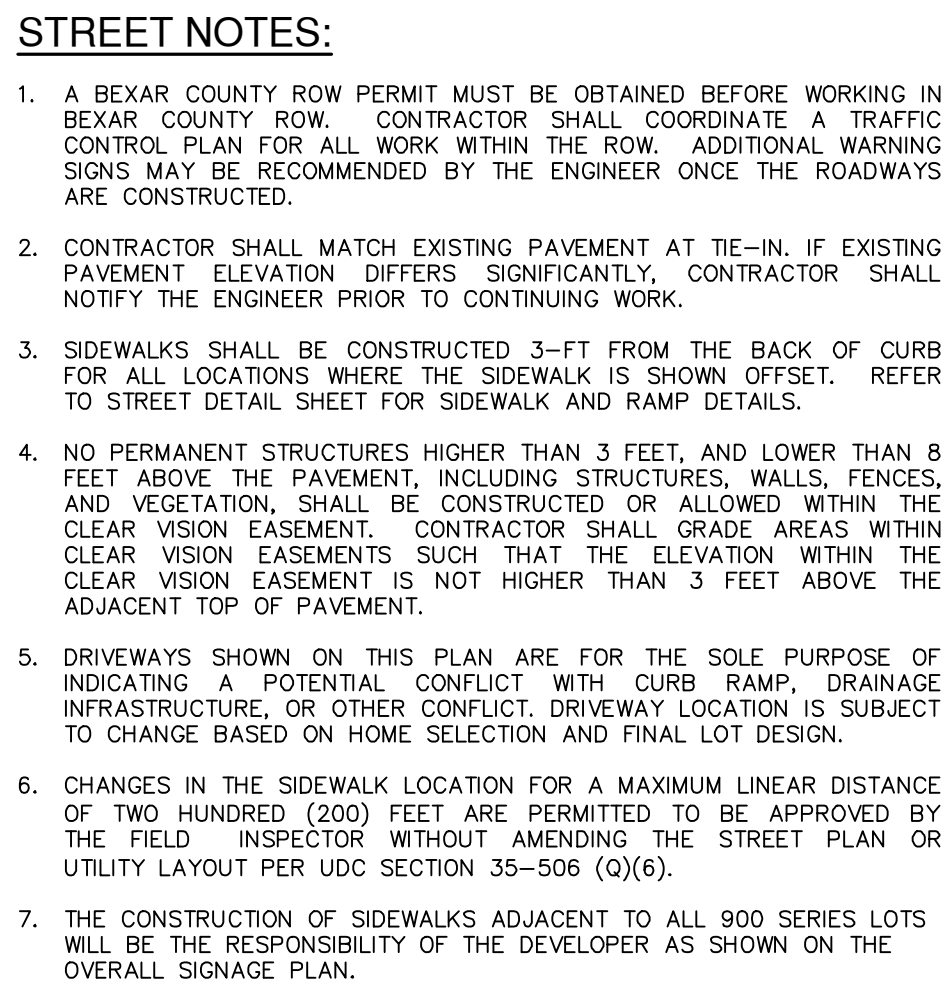 STREET NOTES:
1. A BEXAR COUNTY ROW PERMIT MUST BE OBTAINED BEFORE WORKING IN
BEXAR COUNTY ROW. CONTRACTOR SHALL COORDINATE A TRAFFIC
CONTROL PLAN FOR ALL WORK WITHIN THE ROW. ADDITIONAL WARNING
SIGNS MAY BE RECOMMENDED BY THE ENGINEER ONCE THE ROADWAYS
ARE CONSTRUCTED.
2. CONTRACTOR SHALL MATCH EXISTING PAVEMENT AT TIE-IN. IF EXISTING
PAVEMENT ELEVATION DIFFERS SIGNIFICANTLY, CONTRACTOR SHALL
NOTIFY THE ENGINEER PRIOR TO CONTINUING WORK.
3. SIDEWALKS SHALL BE CONSTRUCTED 3-FT FROM THE BACK OF CURB
FOR ALL LOCATIONS WHERE THE SIDEWALK IS SHOWN OFFSET. REFER
TO STREET DETAIL SHEET FOR SIDEWALK AND RAMP DETAILS.
4. NO PERMANENT STRUCTURES HIGHER THAN 3 FEET, AND LOWER THAN 8
FEET ABOVE THE PAVEMENT, INCLUDING STRUCTURES, WALLS, FENCES,
AND VEGETATION, SHALL BE CONSTRUCTED OR ALLOWED WITHIN THE
CLEAR VISION EASEMENT. CONTRACTOR SHALL GRADE AREAS WITHIN
CLEAR VISION EASEMENTS SUCH THAT THE ELEVATION WITHIN THE
CLEAR VISION EASEMENT IS NOT HIGHER THAN 3 FEET ABOVE THE
ADJACENT TOP OF PAVEMENT.
5. DRIVEWAYS SHOWN ON THIS PLAN ARE FOR THE SOLE PURPOSE OF
INDICATING A POTENTIAL CONFLICT WITH CURB RAMP, DRAINAGE
INFRASTRUCTURE, OR OTHER CONFLICT. DRIVEWAY LOCATION IS SUBJECT
TO CHANGE BASED ON HOME SELECTION AND FINAL LOT DESIGN.
6. CHANGES IN THE SIDEWALK LOCATION FOR A MAXIMUM LINEAR DISTANCE
OF TWO HUNDRED (200) FEET ARE PERMITTED TO BE APPROVED BY
THE FIELD INSPECTOR WITHOUT AMENDING THE STREET PLAN OR
UTILITY LAYOUT PER UDC SECTION 35-506 (Q)(6).
7. THE CONSTRUCTION OF SIDEWALKS ADJACENT TO ALL 900 SERIES LOTS
WILL BE THE RESPONSIBILITY OF THE DEVELOPER AS SHOWN ON THE
OVERALL SIGNAGE PLAN.